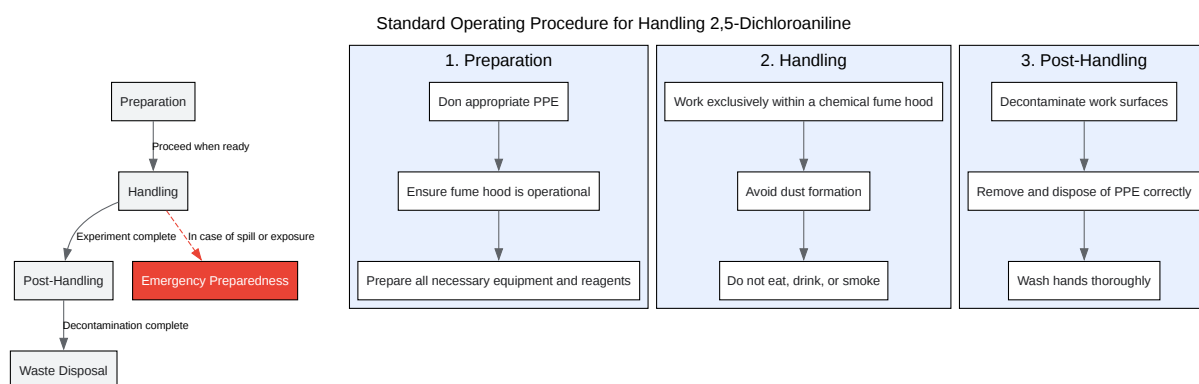 Standard Operating Procedure for Handling 2,5-Dichloroaniline
Preparation
Proceed when ready
Handling
Experiment complete
In case of spill or exposure
Post-Handling
Emergency Preparedness
Decontamination complete
Waste Disposal
1. Preparation
Don appropriate PPE
Ensure fume hood is operational
Prepare all necessary equipment and reagents
2. Handling
Work exclusively within a chemical fume hood
Avoid dust formation
Do not eat, drink, or smoke
3. Post-Handling
Decontaminate work surfaces
Remove and dispose of PPE correctly
Wash hands thoroughly